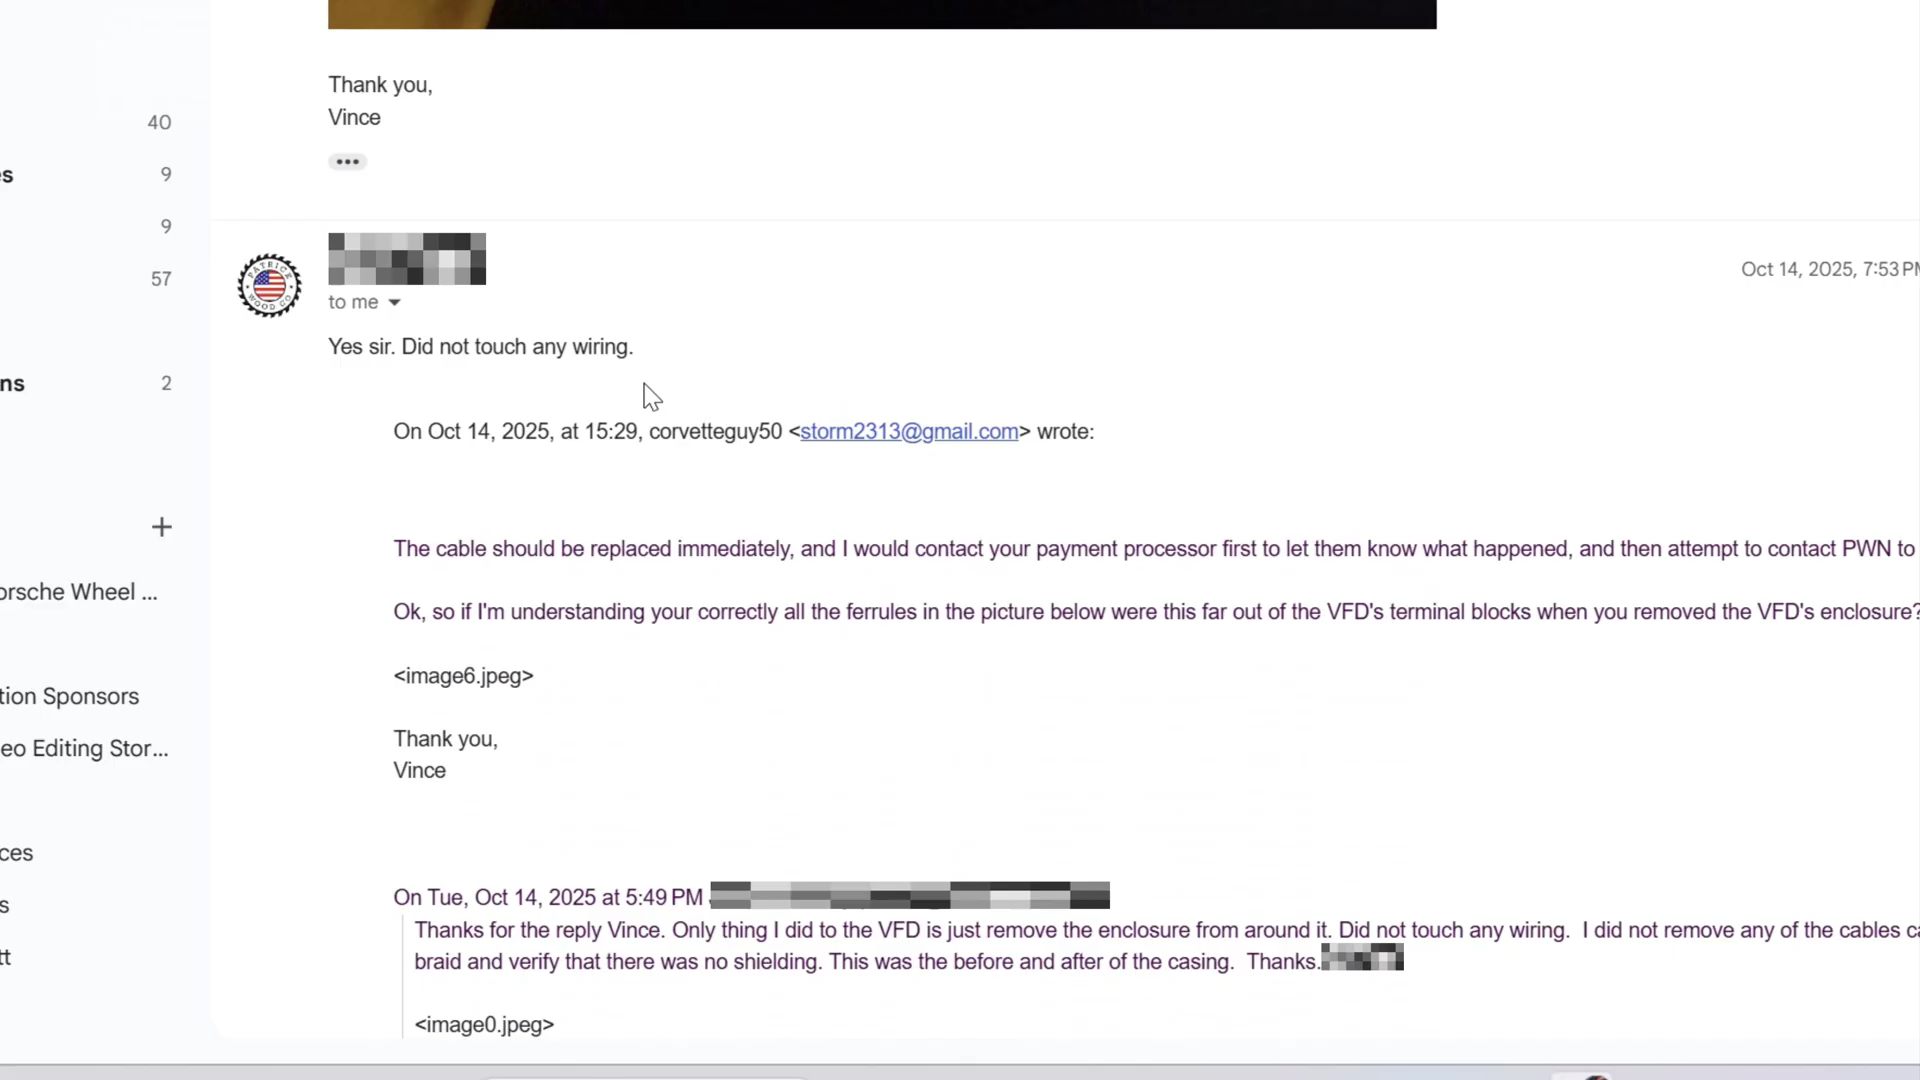 Thank you,
Vince
40
es
9
9
57
PATRICK WOOD CO
to me
Oct 14, 2025, 7:53 PM
Yes sir. Did not touch any wiring.
ns
2
On Oct 14, 2025, at 15:29, corvetteguy50 <storm2313@gmail.com> wrote:
The cable should be replaced immediately, and I would contact your payment processor first to let them know what happened, and then attempt to contact PWN to
orsche Wheel ...
Ok, so if I'm understanding your correctly all the ferrules in the picture below were this far out of the VFD's terminal blocks when you removed the VFD's enclosure?
<image6.jpeg>
tion Sponsors
Thank you,
eo Editing Stor...
Vince
ces
On Tue, Oct 14, 2025 at 5:49 PM
s
Thanks for the reply Vince. Only thing I did to the VFD is just remove the enclosure from around it. Did not touch any wiring. I did not remove any of the cables ca
tt
braid and verify that there was no shielding. This was the before and after of the casing. Thanks.
<image0.jpeg>